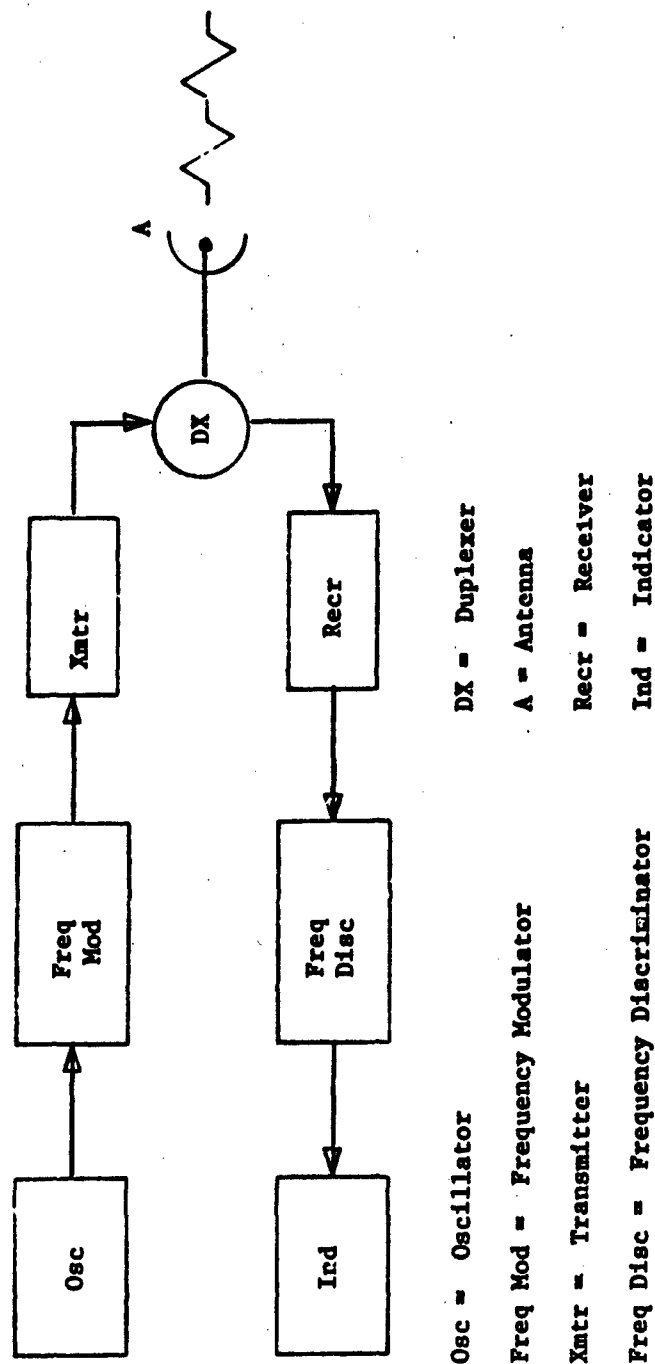 Osc
Freq
Mod
Xmtr
A
DX
Ind
Freq
Disc
Recr
Osc = Oscillator
Freq Mod = Frequency Modulator
Xmtr = Transmitter
Freq Disc = Frequency Discriminator
DX = Duplexer
A = Antenna
Recr = Receiver
Ind = Indicator